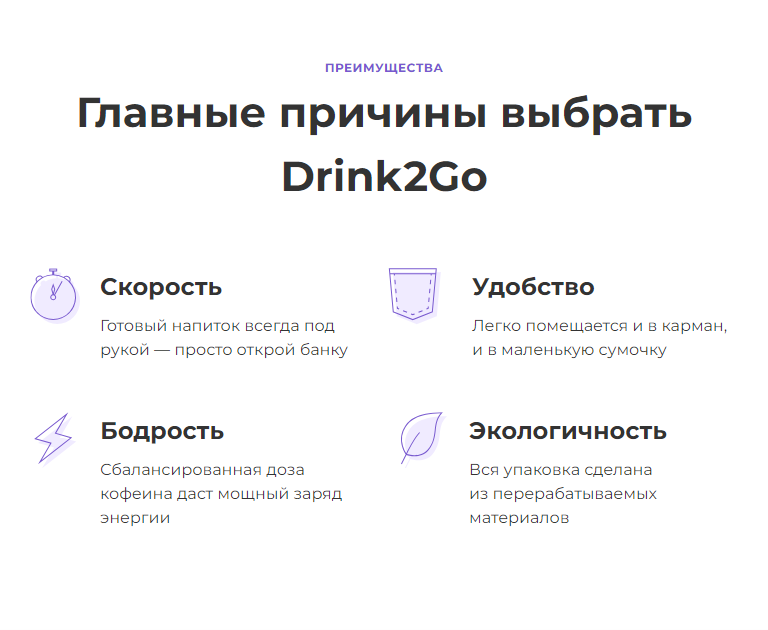 ПРЕИМУЩЕСТВА
Главные причины выбрать
Drink2Go
Скорость
Готовый напиток всегда под
рукой — просто открой банку
Удобство
Легко помещается и в карман,
и в маленькую сумочку
Бодрость
Сбалансированная доза
кофеина даст мощный заряд
энергии
Экологичность
Вся упаковка сделана
из перерабатываемых
материалов